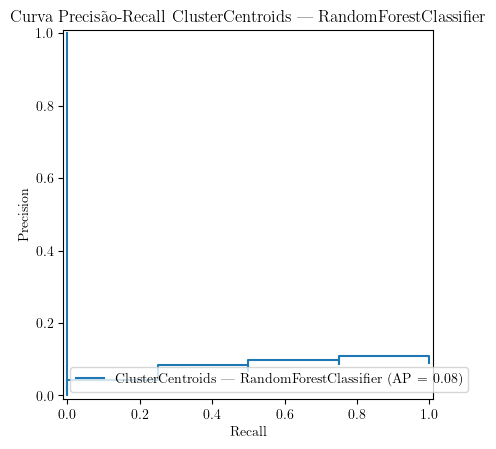 Curva Precisão-Recall ClusterCentroids — RandomForestClassifier
1.0
0.8
Precision
0.6
0.4
0.2
0.0
ClusterCentroids — RandomForestClassifier (AP = 0.08)
0.0 0.2 0.4 0.6 0.8 1.0
Recall